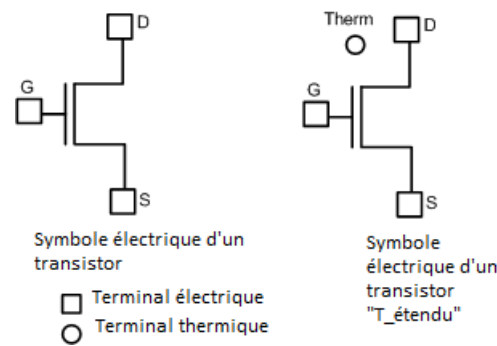 D
G
S
Symbole électrique d'un
transistor
Therm
D
G
S
Symbole
électrique d'un
transistor
"T_étendu"
Terminal électrique
Terminal thermique